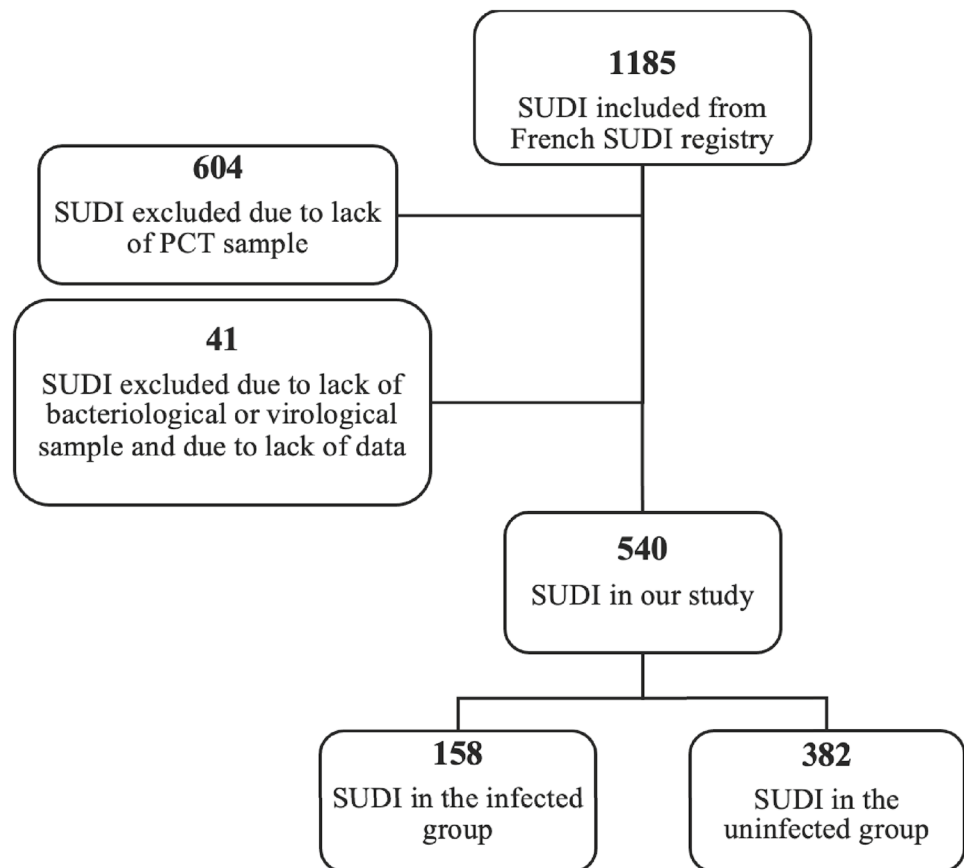 1185
SUDI included from
French SUDI registry
604
SUDI excluded due to lack
of PCT sample
41
SUDI excluded due to lack of
bacteriological or virological
sample and due to lack of data
540
SUDI in our study
158
SUDI in the infected
group
382
SUDI in the
uninfected group